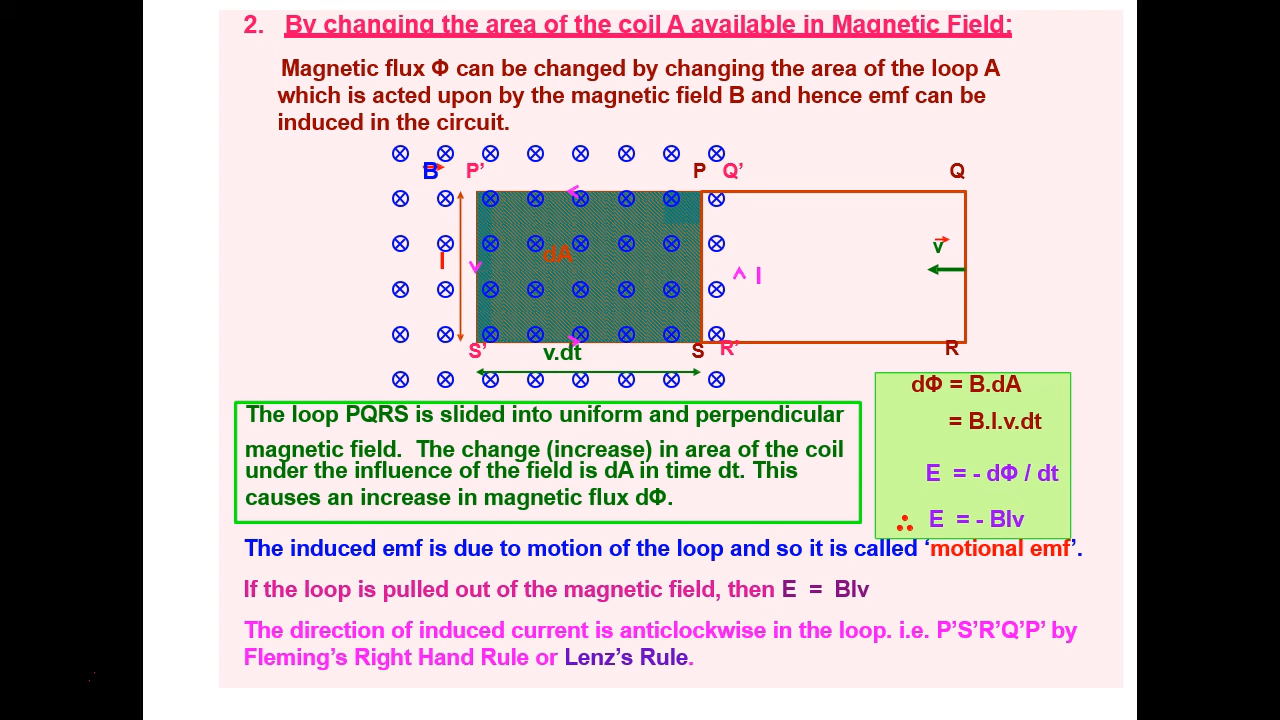 2. By changing the area of the coil A available in Magnetic Field:
Magnetic flux Φ can be changed by changing the area of the loop A
which is acted upon by the magnetic field B and hence emf can be
induced in the circuit.
B P’ P Q’ Q
dA
v
l
I
S’ v.dt S R’ R
dΦ = B.dA
= B.l.v.dt
E = - dΦ / dt
∴ E = - Blv
The loop PQRS is slided into uniform and perpendicular
magnetic field. The change (increase) in area of the coil
under the influence of the field is dA in time dt. This
causes an increase in magnetic flux dΦ.
The induced emf is due to motion of the loop and so it is called ‘motional emf’.
If the loop is pulled out of the magnetic field, then E = Blv
The direction of induced current is anticlockwise in the loop. i.e. P’S’R’Q’P’ by
Fleming’s Right Hand Rule or Lenz’s Rule.